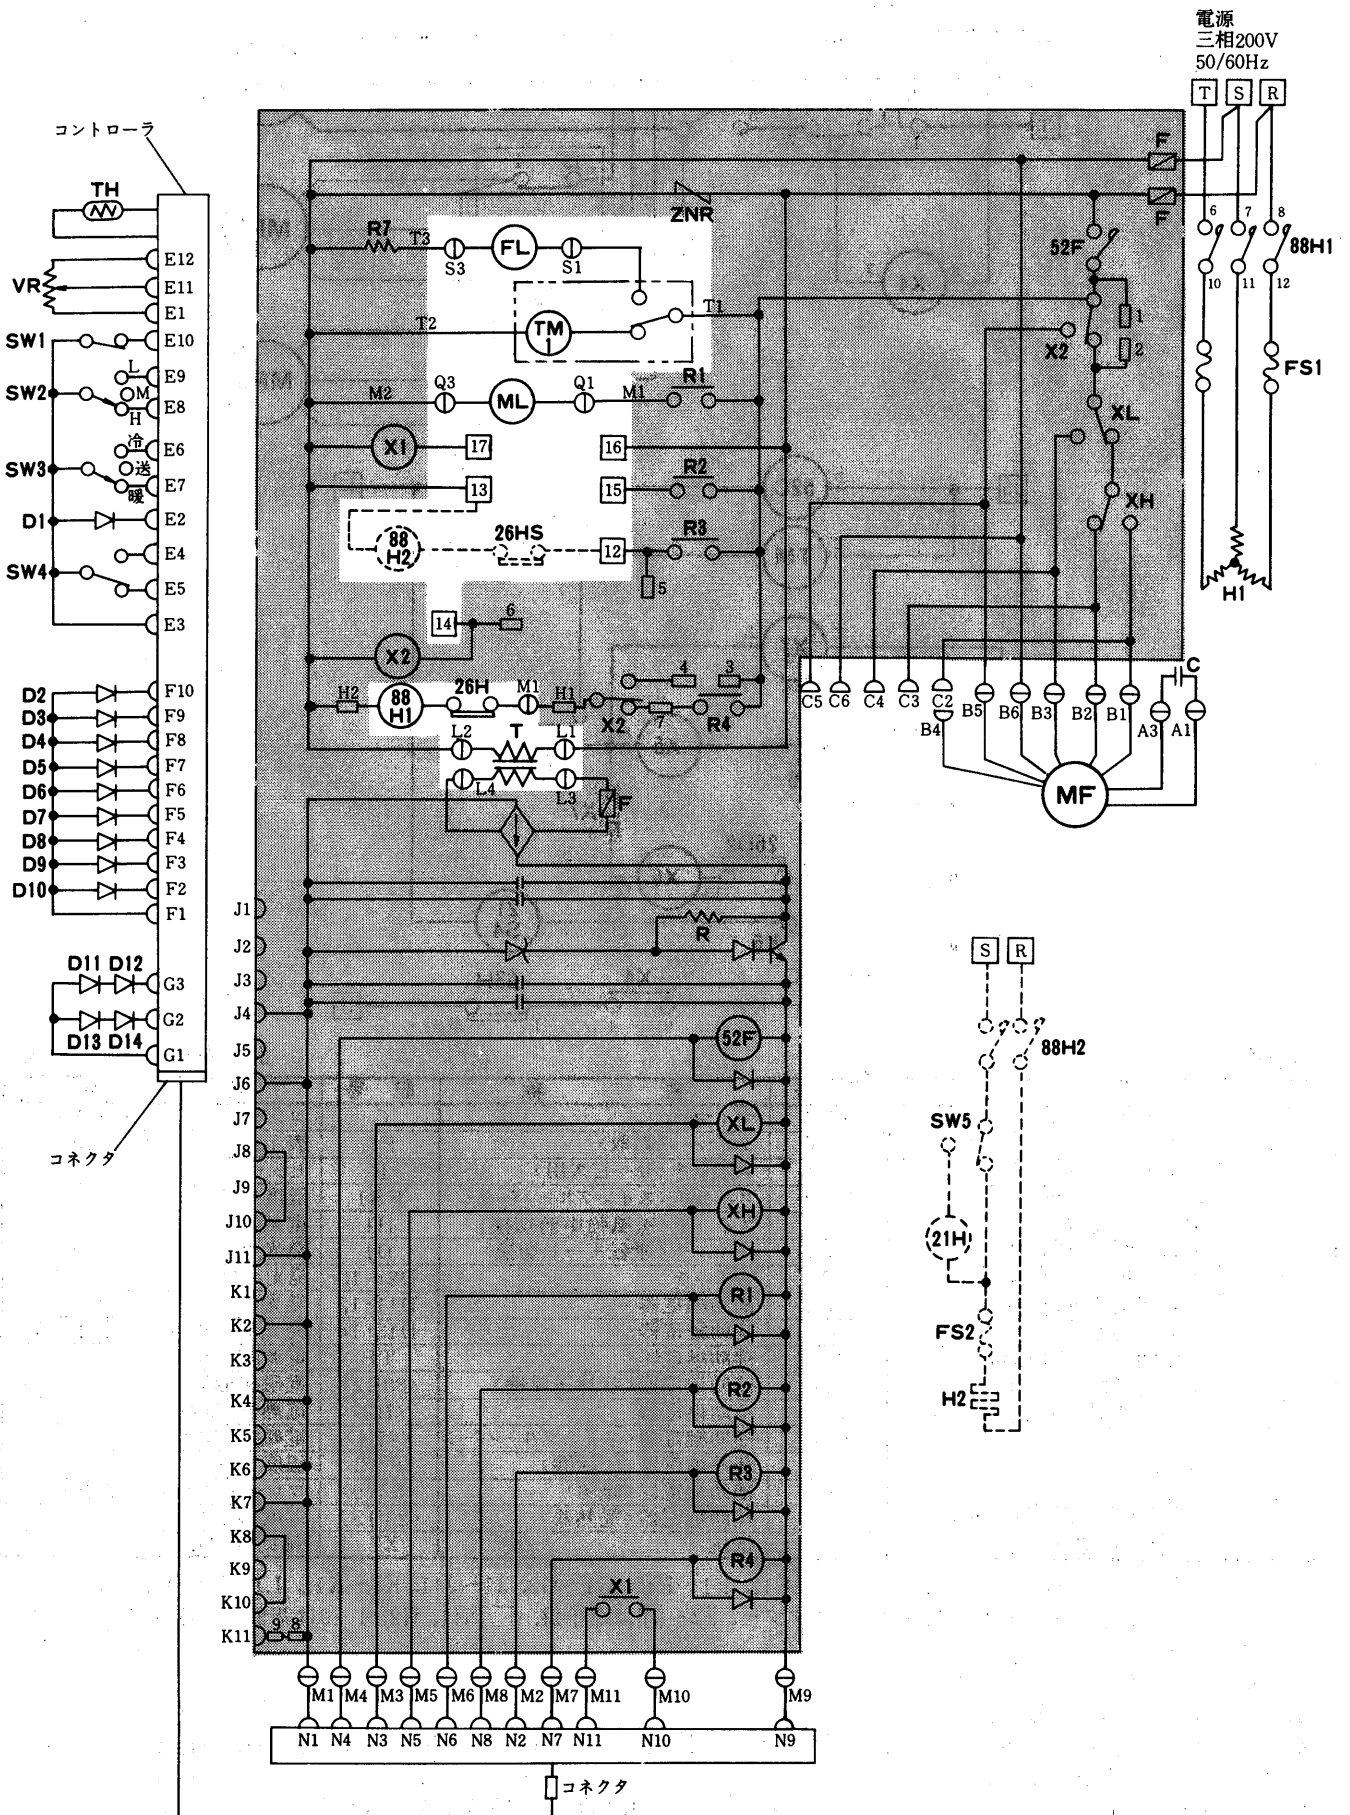 電源
三相200V
50/60Hz
T S R
コントローラ
TH
E12
VR E11
E1
SW1 E10
L E9
SW2 M
H E8
冷 E6
SW3 送
暖 E7
D1 E2
E4
SW4
E5
E3
D2 F10
D3 F9
D4 F8
D5 F7
D6 F6
D7 F5
D8 F4
D9 F3
D10 F2
F1
D11 D12 G3
G2
D13 D14
G1
コネクタ
F
F
ZNR
R7 T3 S3 FL S1
T2 TM 1 T1
M2 Q3 ML Q1 M1 R1
X1 17 16
13 15 R2
88 H2 26HS 12 R3
5
14 6
X2
4 3
H2 88 H1 26H M1 H1 X2 7 R4
L2 T L1
L4 L3 F
52F
1
X2 2
XL
XH
6 7 8
88H1
10 11 12
FS1
H1
C5 C6 C4 C3 C2
B4 B5 B6 B3 B2 B1 A3 A1
C
MF
R
J1
J2
J3
J4
J5
J6
J7
J8
J9
J10
J11
K1
K2
K3
K4
K5
K6
K7
K8
K9
K10
K11 9 8
52F
XL
XH
R1
R2
R3
R4
X1
S R
88H2
SW5
21H
FS2
H2
M1 M4 M3 M5 M6 M8 M2 M7 M11 M10 M9
N1 N4 N3 N5 N6 N8 N2 N7 N11 N10 N9
コネクタ